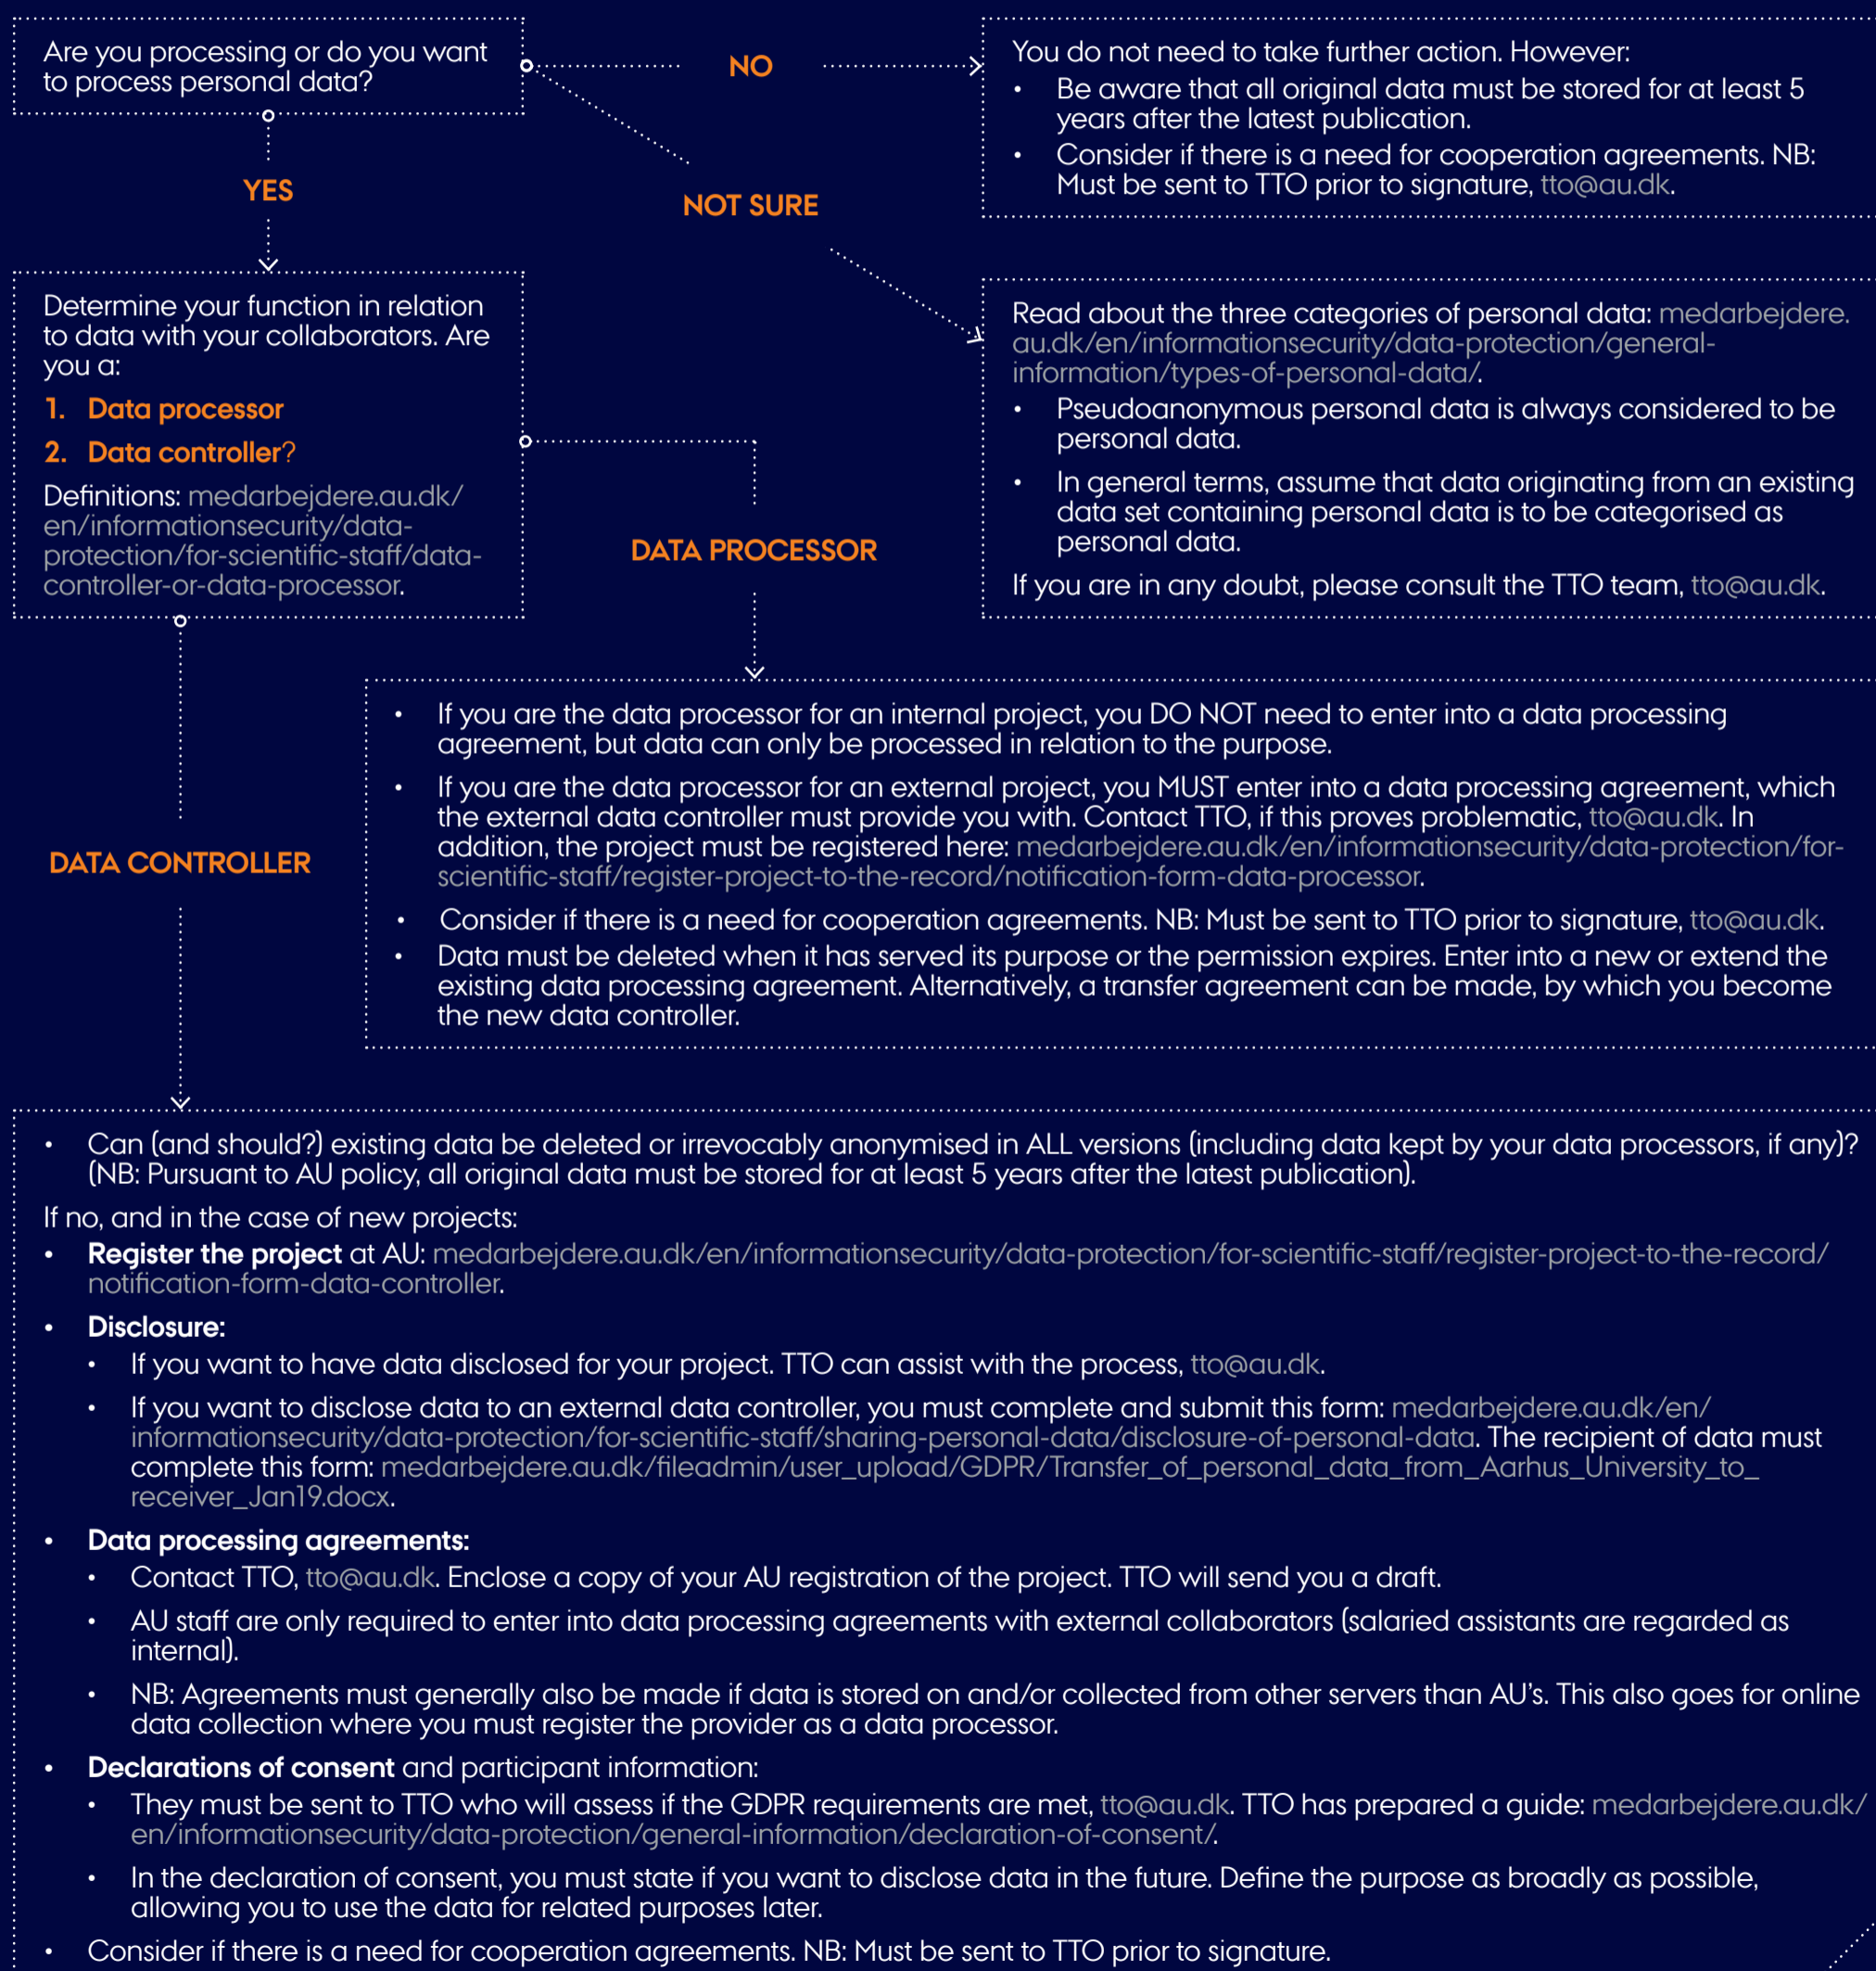 Are you processing or do you want
to process personal data?
NO
You do not need to take further action. However:
• Be aware that all original data must be stored for at least 5
years after the latest publication.
• Consider if there is a need for cooperation agreements. NB:
Must be sent to TTO prior to signature, tto@au.dk.
YES
NOT SURE
Determine your function in relation
to data with your collaborators. Are
you a:
1. Data processor
2. Data controller?
Definitions: medarbejdere.au.dk/
en/informationsecurity/data-
protection/for-scientific-staff/data-
controller-or-data-processor.
Read about the three categories of personal data: medarbejdere.
au.dk/en/informationsecurity/data-protection/general-
information/types-of-personal-data/.
• Pseudoanonymous personal data is always considered to be
personal data.
• In general terms, assume that data originating from an existing
data set containing personal data is to be categorised as
personal data.
If you are in any doubt, please consult the TTO team, tto@au.dk.
DATA PROCESSOR
• If you are the data processor for an internal project, you DO NOT need to enter into a data processing
agreement, but data can only be processed in relation to the purpose.
• If you are the data processor for an external project, you MUST enter into a data processing agreement, which
the external data controller must provide you with. Contact TTO, if this proves problematic, tto@au.dk. In
addition, the project must be registered here: medarbejdere.au.dk/en/informationsecurity/data-protection/for-
scientific-staff/register-project-to-the-record/notification-form-data-processor.
• Consider if there is a need for cooperation agreements. NB: Must be sent to TTO prior to signature, tto@au.dk.
• Data must be deleted when it has served its purpose or the permission expires. Enter into a new or extend the
existing data processing agreement. Alternatively, a transfer agreement can be made, by which you become
the new data controller.
DATA CONTROLLER
• Can (and should?) existing data be deleted or irrevocably anonymised in ALL versions (including data kept by your data processors, if any)?
(NB: Pursuant to AU policy, all original data must be stored for at least 5 years after the latest publication).
If no, and in the case of new projects:
• Register the project at AU: medarbejdere.au.dk/en/informationsecurity/data-protection/for-scientific-staff/register-project-to-the-record/
notification-form-data-controller.
• Disclosure:
• If you want to have data disclosed for your project. TTO can assist with the process, tto@au.dk.
• If you want to disclose data to an external data controller, you must complete and submit this form: medarbejdere.au.dk/en/
informationsecurity/data-protection/for-scientific-staff/sharing-personal-data/disclosure-of-personal-data. The recipient of data must
complete this form: medarbejdere.au.dk/fileadmin/user_upload/GDPR/Transfer_of_personal_data_from_Aarhus_University_to_
receiver_Jan19.docx.
• Data processing agreements:
• Contact TTO, tto@au.dk. Enclose a copy of your AU registration of the project. TTO will send you a draft.
• AU staff are only required to enter into data processing agreements with external collaborators (salaried assistants are regarded as
internal).
• NB: Agreements must generally also be made if data is stored on and/or collected from other servers than AU's. This also goes for online
data collection where you must register the provider as a data processor.
• Declarations of consent and participant information:
• They must be sent to TTO who will assess if the GDPR requirements are met, tto@au.dk. TTO has prepared a guide: medarbejdere.au.dk/
en/informationsecurity/data-protection/general-information/declaration-of-consent/.
• In the declaration of consent, you must state if you want to disclose data in the future. Define the purpose as broadly as possible,
allowing you to use the data for related purposes later.
• Consider if there is a need for cooperation agreements. NB: Must be sent to TTO prior to signature.